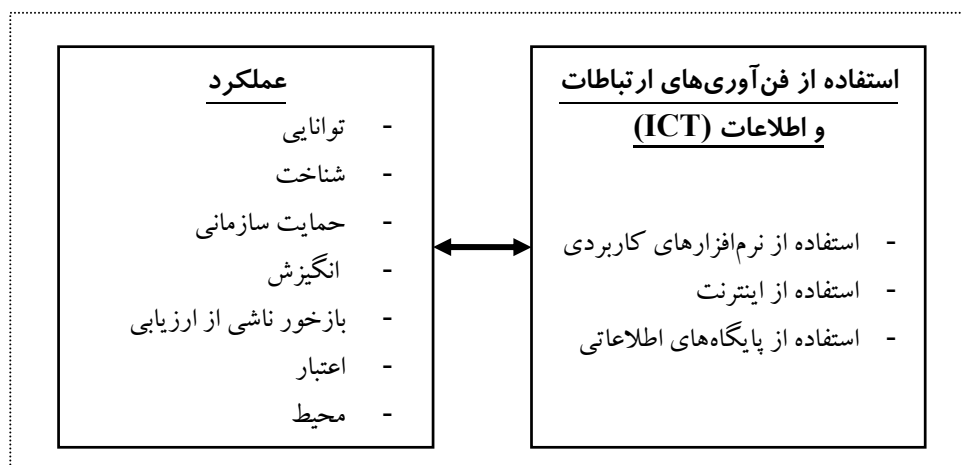 استفاده از فن‌آوری‌های ارتباطات
و اطلاعات (ICT)
- استفاده از نرم‌افزارهای کاربردی
- استفاده از اینترنت
- استفاده از پایگاه‌های اطلاعاتی
عملکرد
- توانایی
- شناخت
- حمایت سازمانی
- انگیزش
- بازخور ناشی از ارزیابی
- اعتبار
- محیط